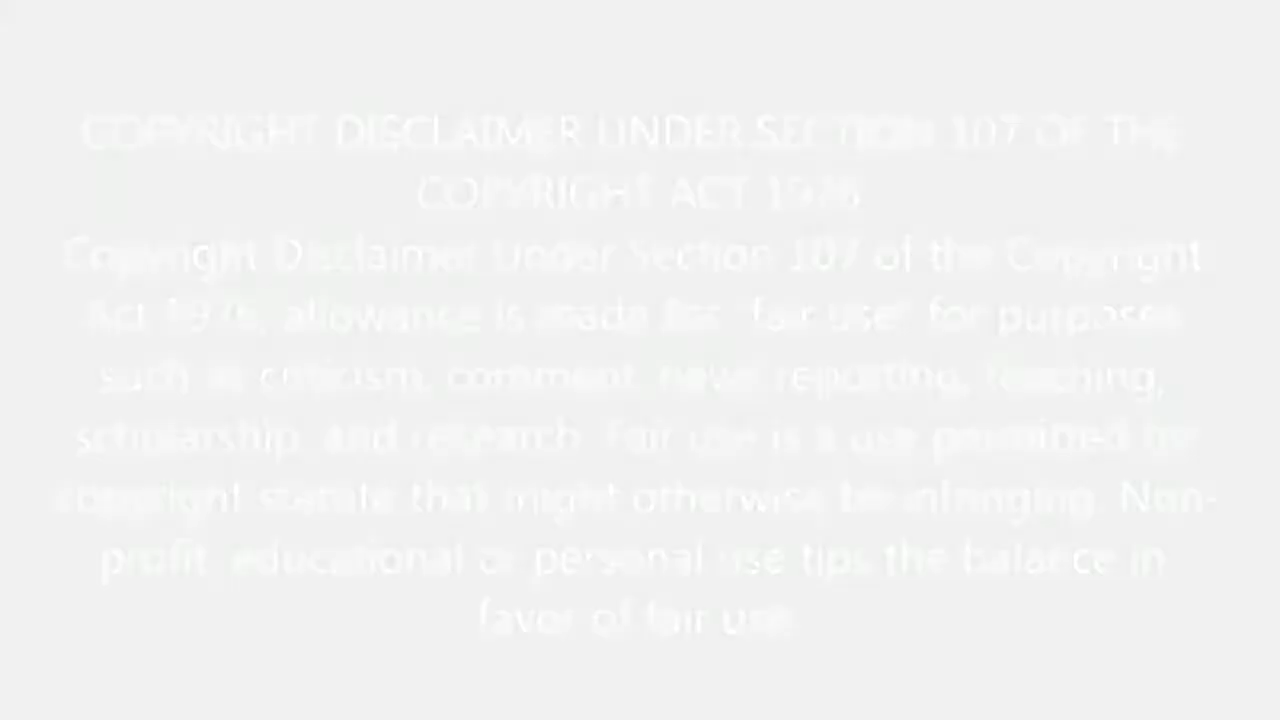 COPYRIGHT DISCLAIMER UNDER SECTION 107 OF THE
COPYRIGHT ACT 1976
Copyright Disclaimer Under Section 107 of the Copyright
Act 1976, allowance is made for "fair use" for purposes
such as criticism, comment, news reporting, teaching,
scholarship, and research. Fair use is a use permitted by
copyright statute that might otherwise be infringing. Non-
profit, educational or personal use tips the balance in
favor of fair use.